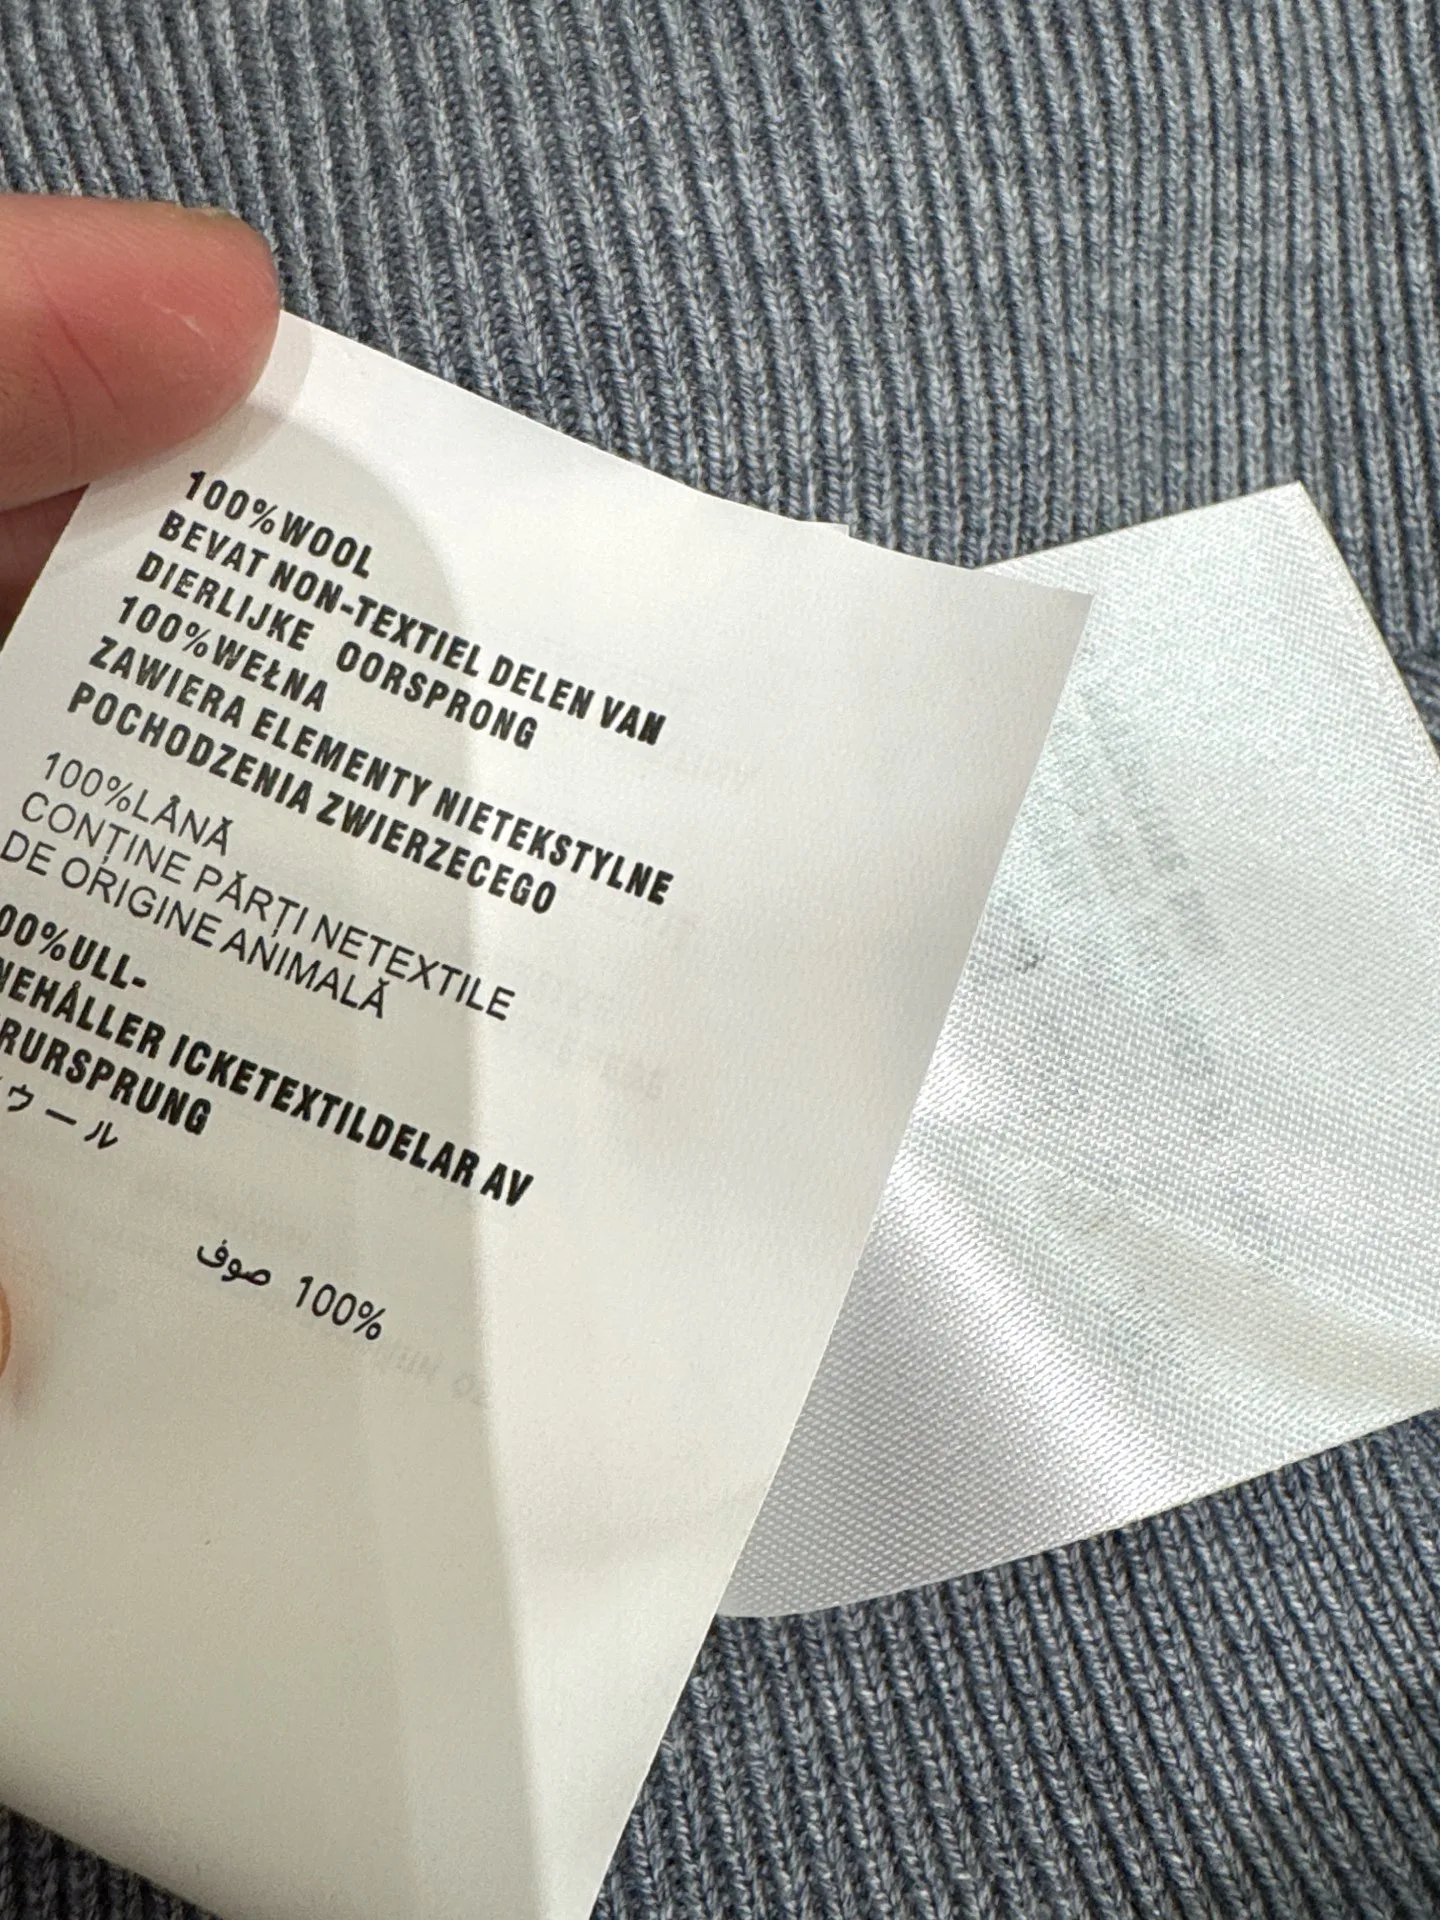 100%WOOL
BEVAT NON-TEXTIEL DELEN VAN
DIERLIJKE OORSPRONG
100%WEŁNA
ZAWIERA ELEMENTY NIETEKSTYLNE
POCHODZENIA ZWIERZECEGO
100%LÂNĂ
CONȚINE PĂRȚI NETEXTILE
DE ORIGINE ANIMALĂ
00%ULL-
NEHÅLLER ICKETEXTILDELAR AV
RURSPRUNG
ウール
100% صوف